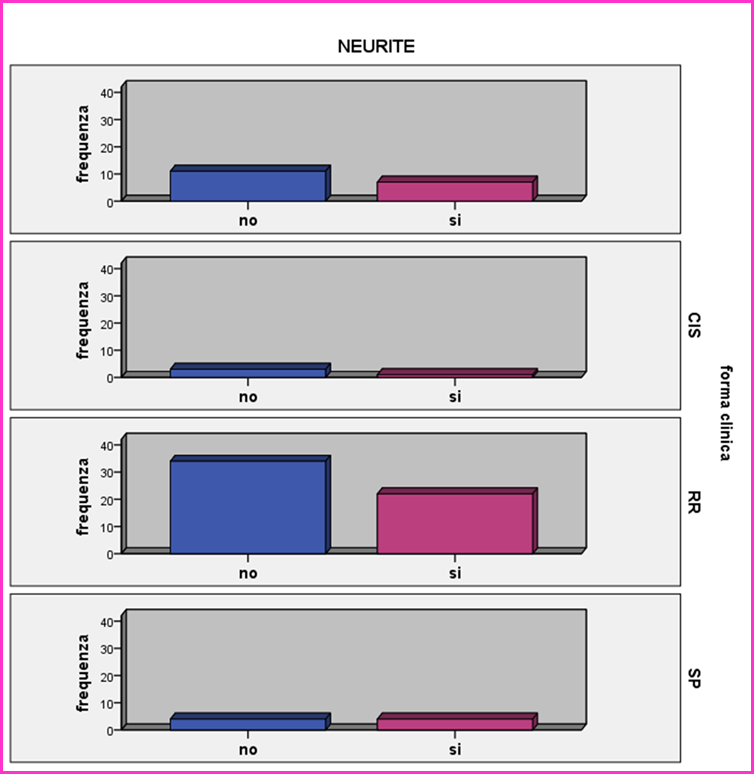 NEURITE
frequenza
40
30
20
10
0
no si
frequenza
40
30
20
10
0
no si
CIS
frequenza
40
30
20
10
0
no si
RR
frequenza
40
30
20
10
0
no si
SP
forma clinica